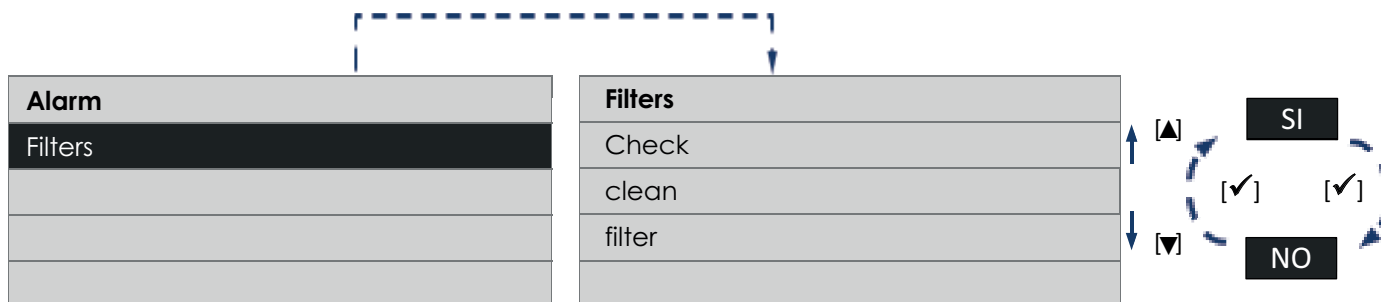 Alarm
Filters
Filters
Check
clean
filter
[▲]
[▼]
SI
[✔] [✔]
NO